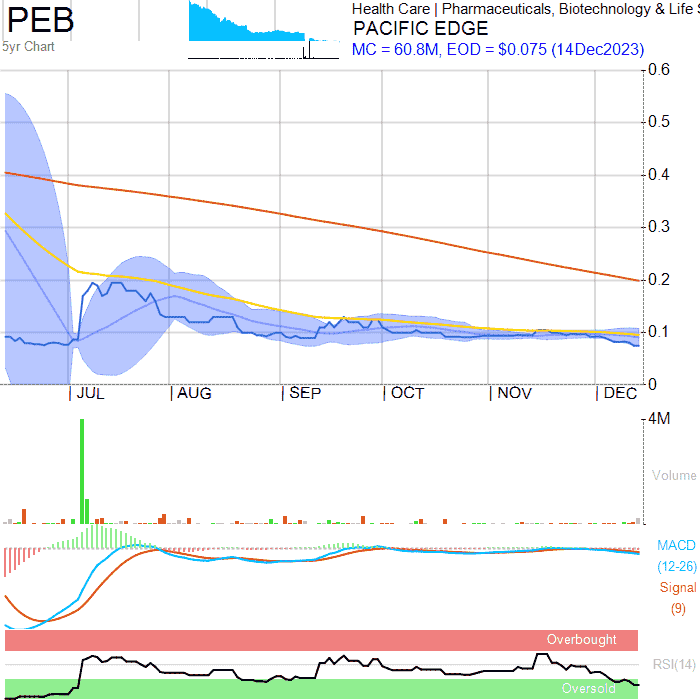 PEB
5yr Chart
Health Care | Pharmaceuticals, Biotechnology & Life S
PACIFIC EDGE
MC = 60.8M, EOD = $0.075 (14Dec2023)
0.6
0.5
0.4
0.3
0.2
0.1
0
| JUL | AUG | SEP | OCT | NOV | DEC
4M
Volume
MACD
(12-26)
Signal
(9)
Overbought
RSI(14)
Oversold